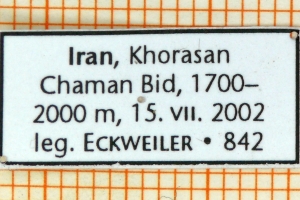 Iran, Khorasan
Chaman Bid, 1700–
2000 m, 15. VII. 2002
leg. ECKWEILER • 842